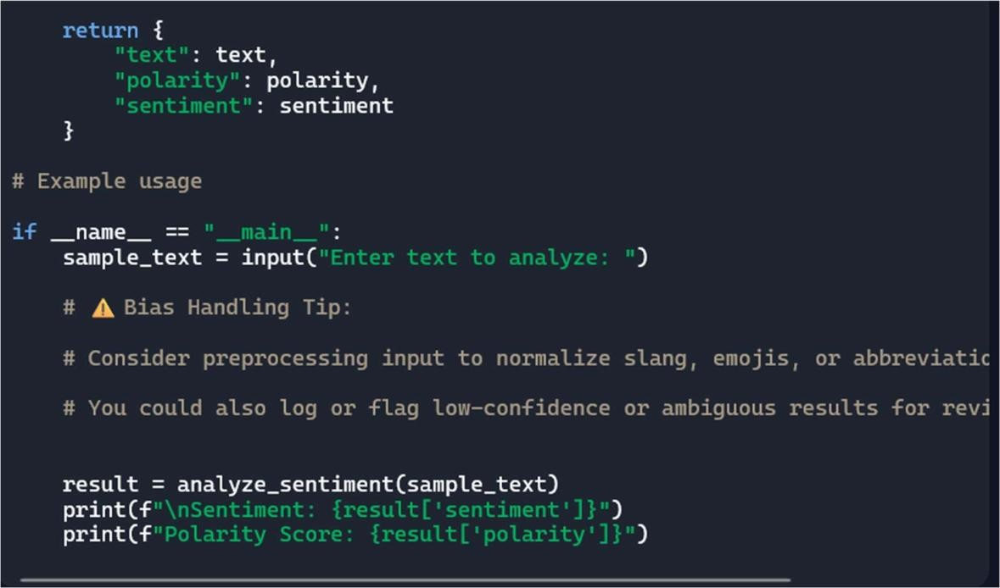 return {
"text": text,
"polarity": polarity,
"sentiment": sentiment
}
# Example usage
if __name__ == "__main__":
sample_text = input("Enter text to analyze: ")
# ⚠️ Bias Handling Tip:
# Consider preprocessing input to normalize slang, emojis, or
# You could also log or flag low-confidence or ambiguous results for
result = analyze_sentiment(sample_text)
print(f"\nSentiment: {result['sentiment']}")
print(f"Polarity Score: {result['polarity']}")